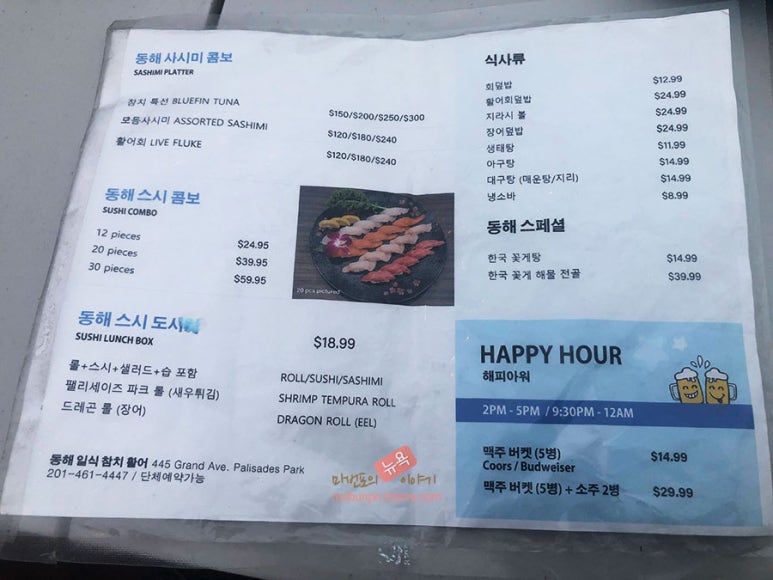 동해 사시미 콤보
SASHIMI PLATTER
참치 특선 BLUEFIN TUNA $150/$200/$250/$300
모듬사시미 ASSORTED SASHIMI $120/$180/$240
활어회 LIVE FLUKE $120/$180/$240
동해 스시 콤보
SUSHI COMBO
12 pieces $24.95
20 pieces $39.95
30 pieces $59.95
20 pcs pictured
동해 스시 도시락
SUSHI LUNCH BOX
$18.99
롤+스시+샐러드+습 포함 ROLL/SUSHI/SASHIMI
팰리세이즈 파크 롤 (새우튀김) SHRIMP TEMPURA ROLL
드레곤 롤 (장어) DRAGON ROLL (EEL)
동해 일식 참치 활어 445 Grand Ave. Palisades Park
201-461-4447 / 단체예약가능
마번포의 뉴욕 이야기
식사류
회덮밥 $12.99
활어회덮밥 $24.99
지라시 볼 $24.99
장어덮밥 $24.99
생태탕 $11.99
아구탕 $14.99
대구탕 (매운탕/지리) $14.99
냉소바 $8.99
동해 스페셜
한국 꽃게탕 $14.99
한국 꽃게 해물 전골 $39.99
HAPPY HOUR
해피아워
2PM - 5PM / 9:30PM - 12AM
맥주 버켓 (5병) $14.99
Coors / Budweiser
맥주 버켓 (5병) + 소주 2병 $29.99